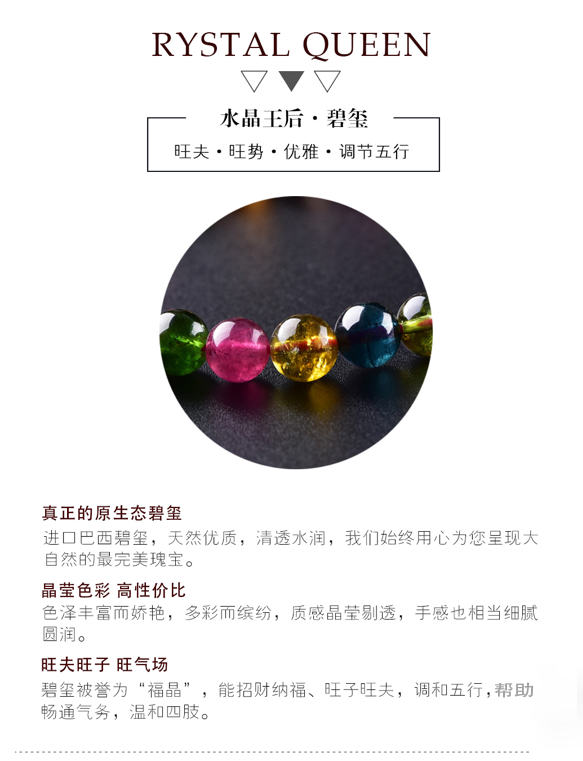 RYSTAL QUEEN
水晶王后·碧玺
旺夫·旺势·优雅·调节五行
真正的原生态碧玺
进口巴西碧玺，天然优质，清透水润，我们始终用心为您呈现大
自然的最完美瑰宝。
晶莹色彩 高性价比
色泽丰富而娇艳，多彩而缤纷，质感晶莹剔透，手感也相当细腻
圆润。
旺夫旺子 旺气场
碧玺被誉为“福晶”，能招财纳福、旺子旺夫，调和五行,帮助
畅通气务，温和四肢。